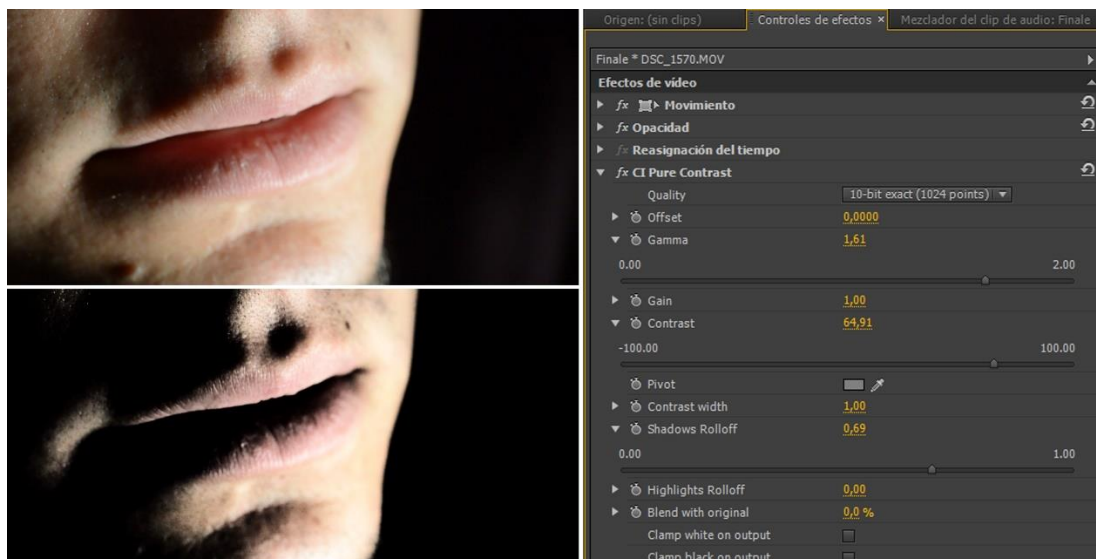 Origen: (sin clips) Controles de efectos × Mezclador del clip de audio: Finale
Finale * DSC_1570.MOV
Efectos de vídeo
fx Movimiento
fx Opacidad
fx Reasignación del tiempo
fx CI Pure Contrast
Quality 10-bit exact (1024 points)
Offset 0,0000
Gamma 1,61
0.00 2.00
Gain 1,00
Contrast 64,91
-100.00 100.00
Pivot
Contrast width 1,00
Shadows Rolloff 0,69
0.00 1.00
Highlights Rolloff 0,00
Blend with original 0,0 %
Clamp white on output
Clamp black on output